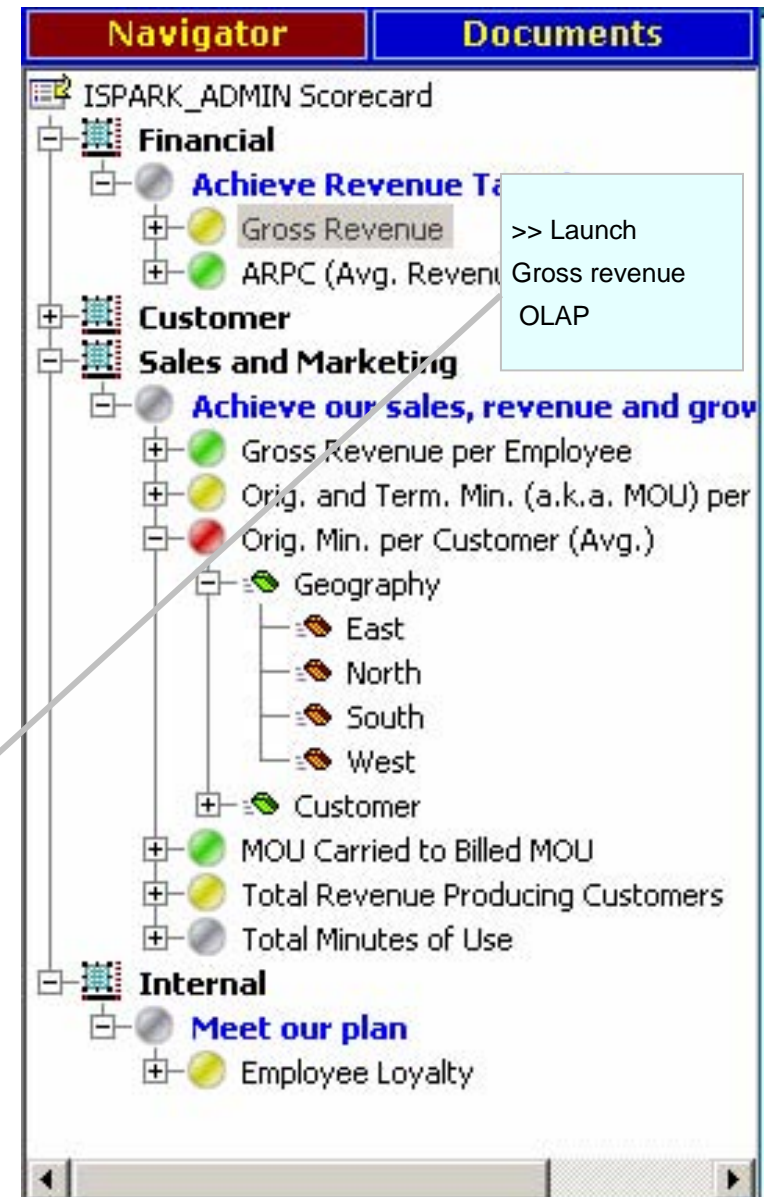 Navigator Documents
ISPARK_ADMIN Scorecard
Financial
Achieve Revenue
Gross Revenue
ARPC (Avg.
>> Launch
Gross revenue
OLAP
Customer
Sales and Marketing
Achieve our sales, revenue and
Gross Revenue per Employee
Orig. and Term. Min. (a.k.a. MOU) per
Orig. Min. per Customer (Avg.)
Geography
East
North
South
West
Customer
MOU Carried to Billed MOU
Total Revenue Producing Customers
Total Minutes of Use
Internal
Meet our plan
Employee Loyalty